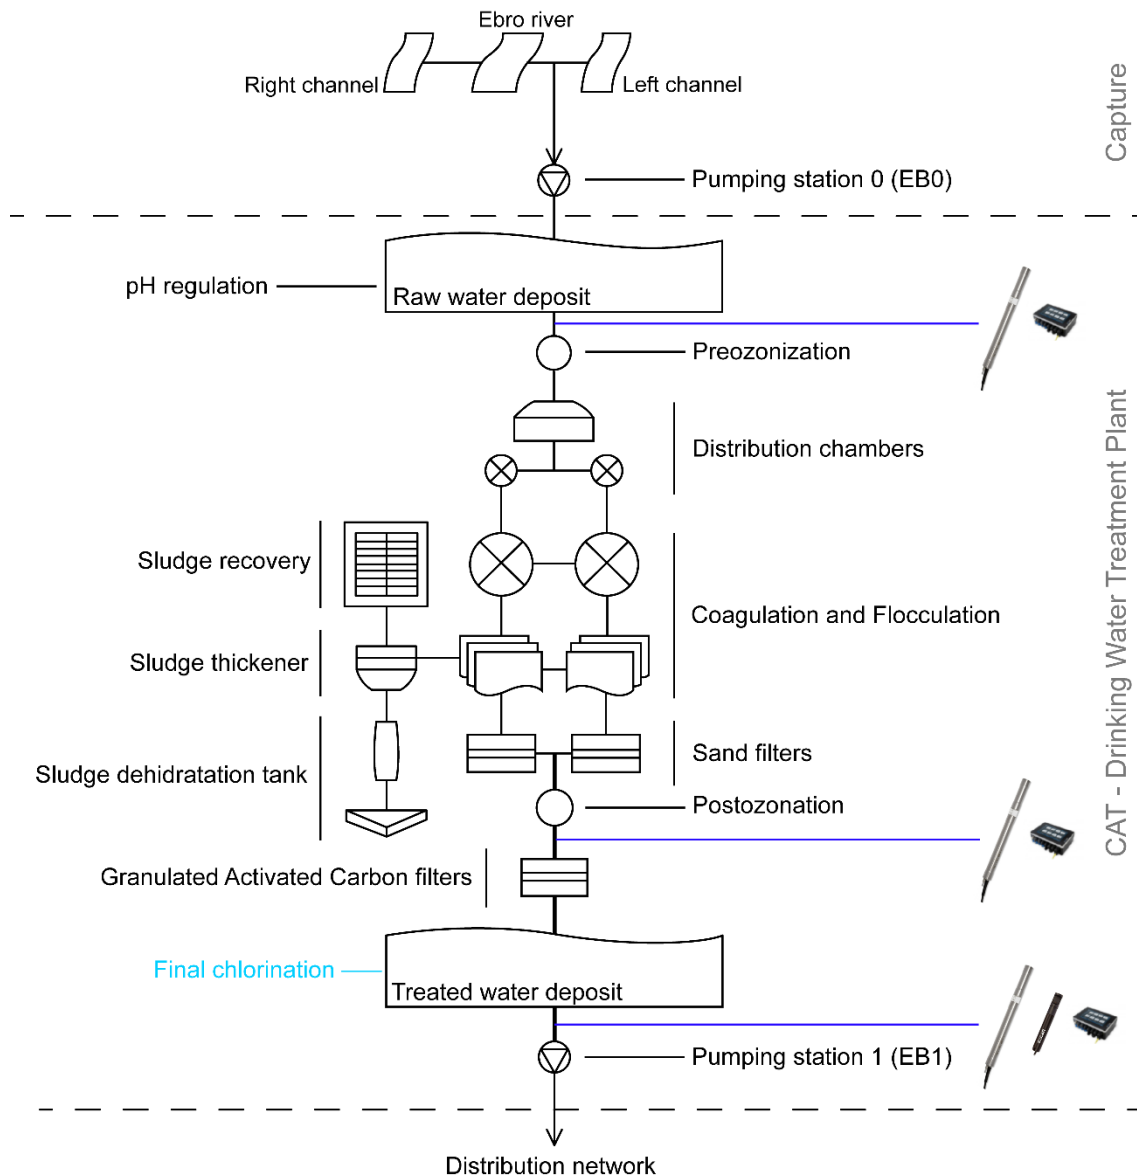 Ebro river
Right channel
Left channel
Capture
Pumping station 0 (EB0)
pH regulation
Raw water deposit
Preozonization
Distribution chambers
CAT - Drinking Water Treatment Plant
Sludge recovery
Coagulation and Flocculation
Sludge thickener
Sand filters
Sludge dehidratation tank
Postozonation
Granulated Activated Carbon filters
Final chlorination
Treated water deposit
Pumping station 1 (EB1)
Distribution network